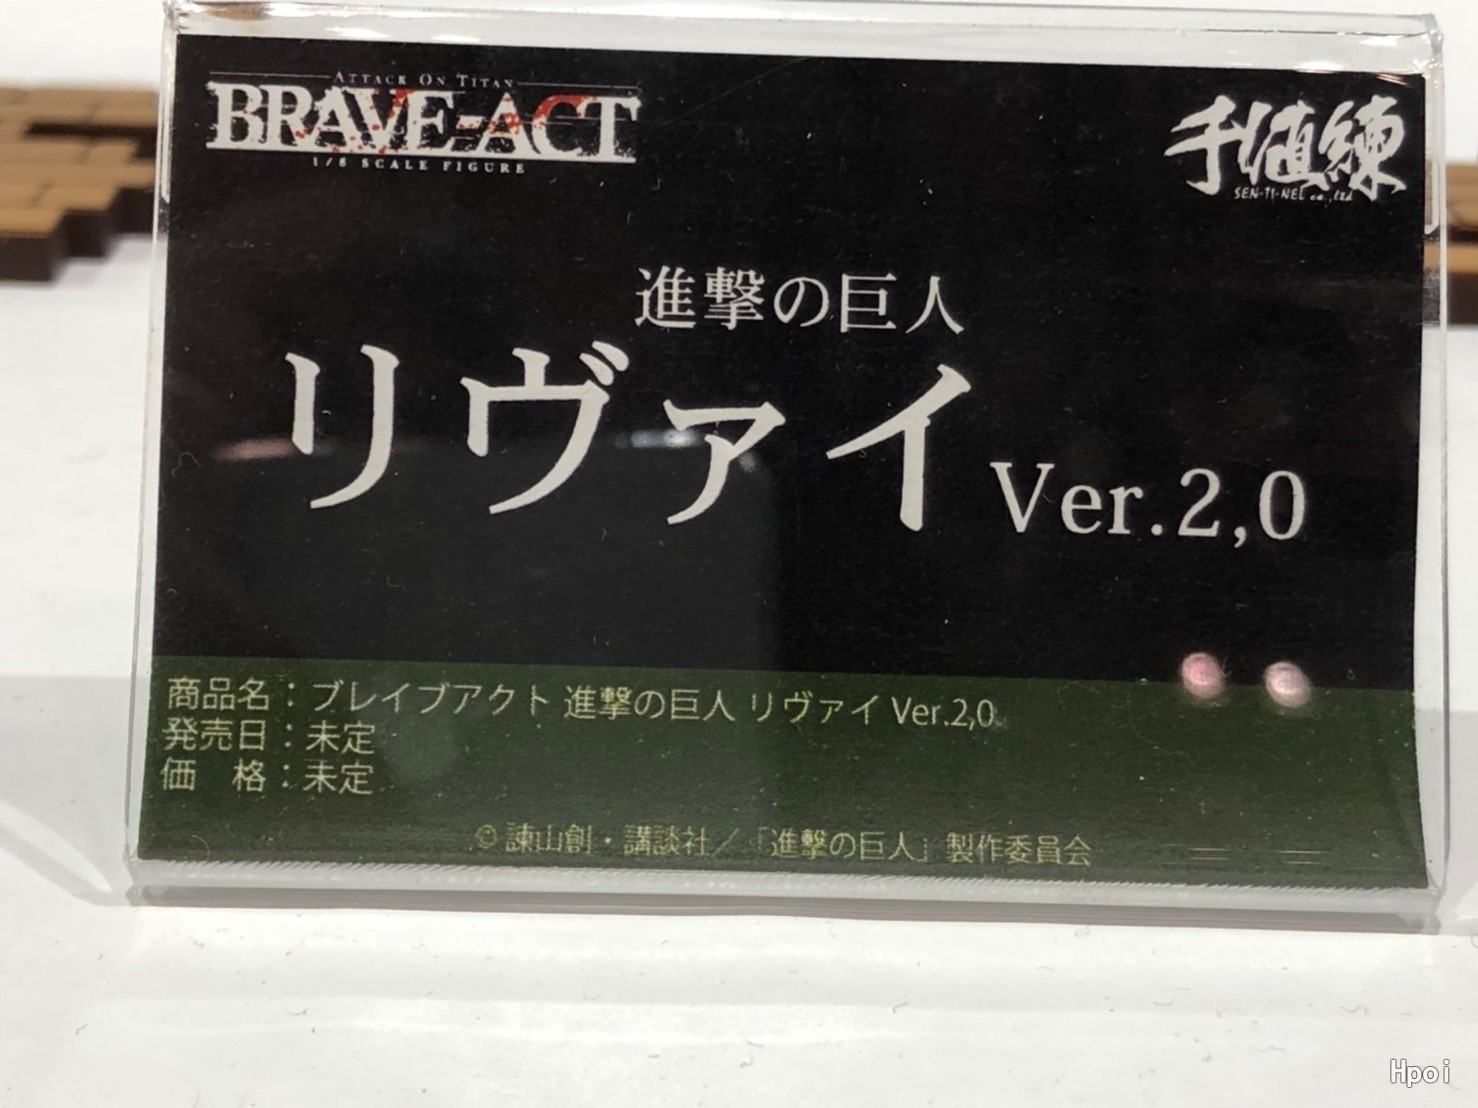 ATTACK ON TITAN
BRAVE-ACT
1/8 SCALE FIGURE
千値練
SEN-TI-NEL co.,ltd
進撃の巨人
リヴァイ Ver.2,0
商品名：ブレイブアクト 進撃の巨人 リヴァイ Ver.2,0
発売日：未定
価　格：未定
©諫山創・講談社／「進撃の巨人」製作委員会
Hpoi